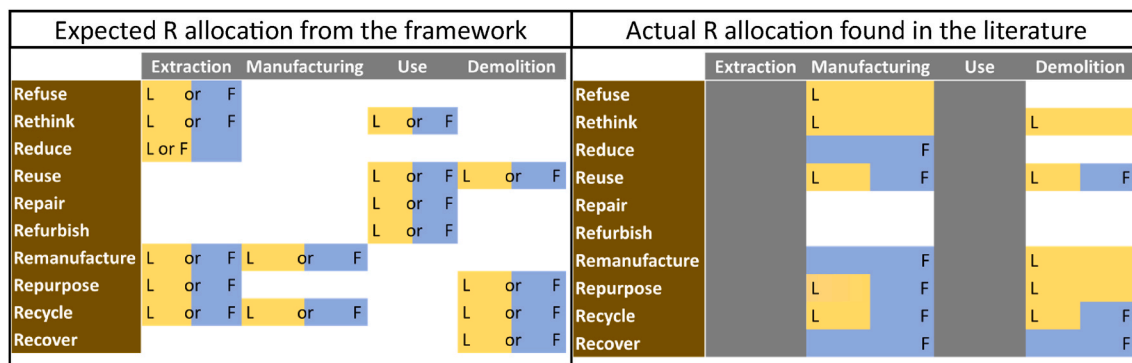 Expected R allocation from the framework
Actual R allocation found in the literature
Extraction Manufacturing Use Demolition
Extraction Manufacturing Use Demolition
Refuse L or F
Refuse L
Rethink L or F L or F
Rethink L L
Reduce L or F
Reduce F
Reuse L or F L or F
Reuse L F L F
Repair L or F
Repair
Refurbish L or F
Refurbish
Remanufacture L or F L or F
Remanufacture F L
Repurpose L or F L or F
Repurpose L F L
Recycle L or F L or F L or F
Recycle L F L F
Recover L or F
Recover F F